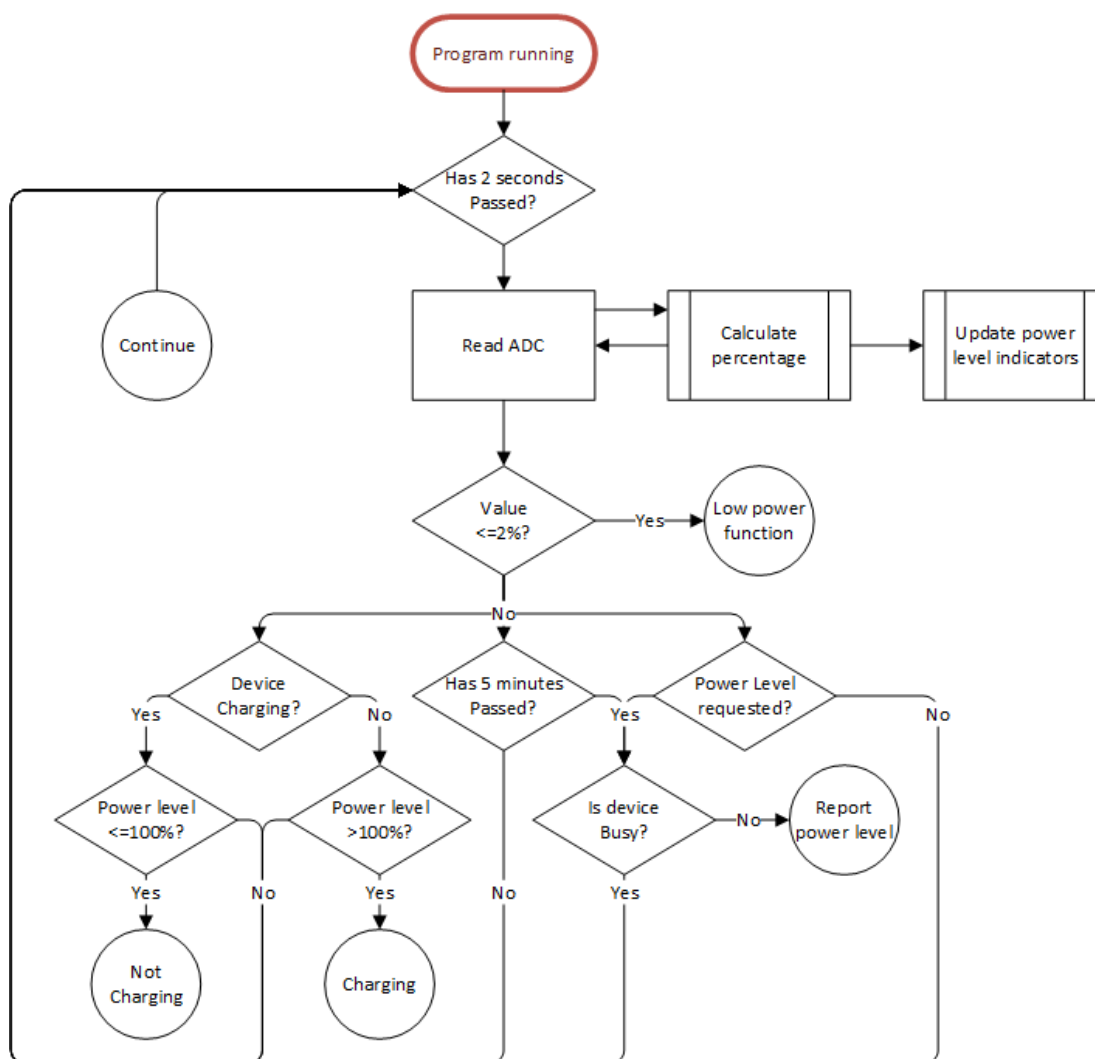 Program running
Has 2 seconds
Passed?
Continue
Read ADC
Calculate
percentage
Update power
level indicators
Value
<=2%?
Yes
Low power
function
No
Device
Charging?
Has 5 minutes
Passed?
Power Level
requested?
Yes
No
Yes
No
Power level
<=100%?
Power level
>100%?
Is device
Busy?
No
Report
power level
Yes
No
Yes
No
Yes
Not
Charging
Charging